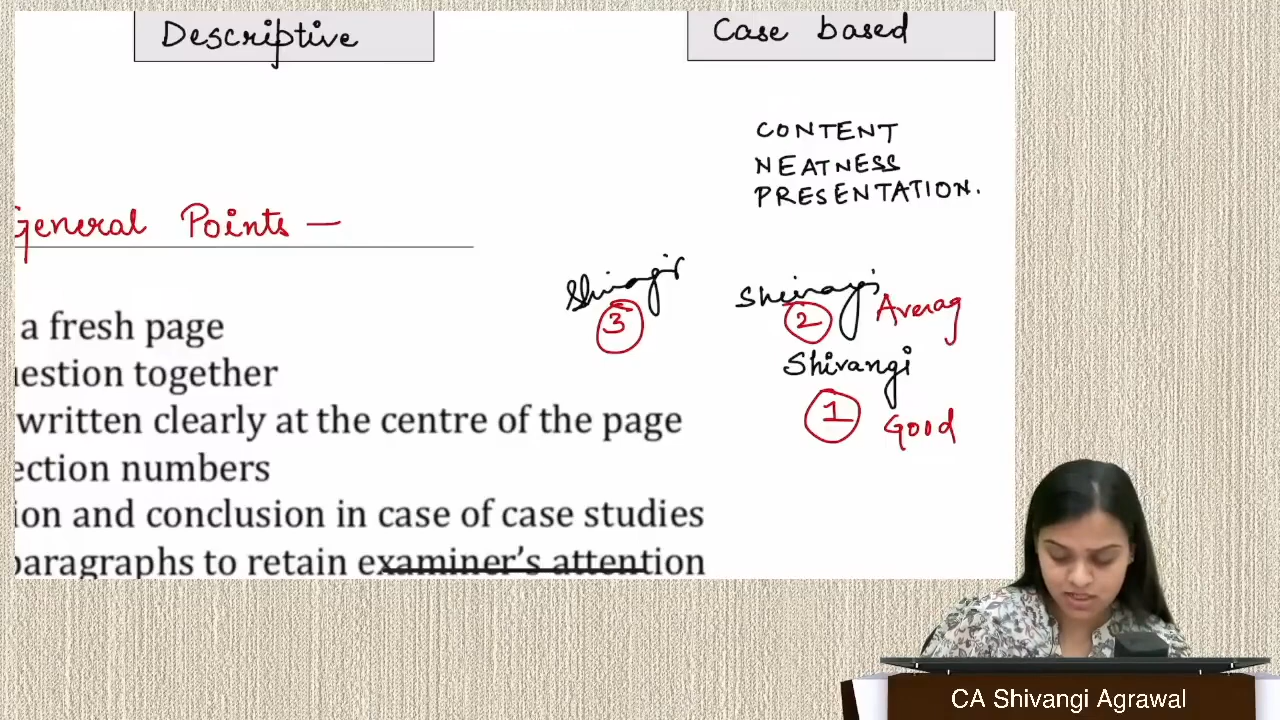 Descriptive
Case based
CONTENT
NEATNESS
PRESENTATION.
General Points —
Shivangi
3
Shivangi
2
Averag
Shivangi
1
Good
a fresh page
estion together
written clearly at the centre of the page
ection numbers
ion and conclusion in case of case studies
paragraphs to retain examiner's attention
CA Shivangi Agrawal